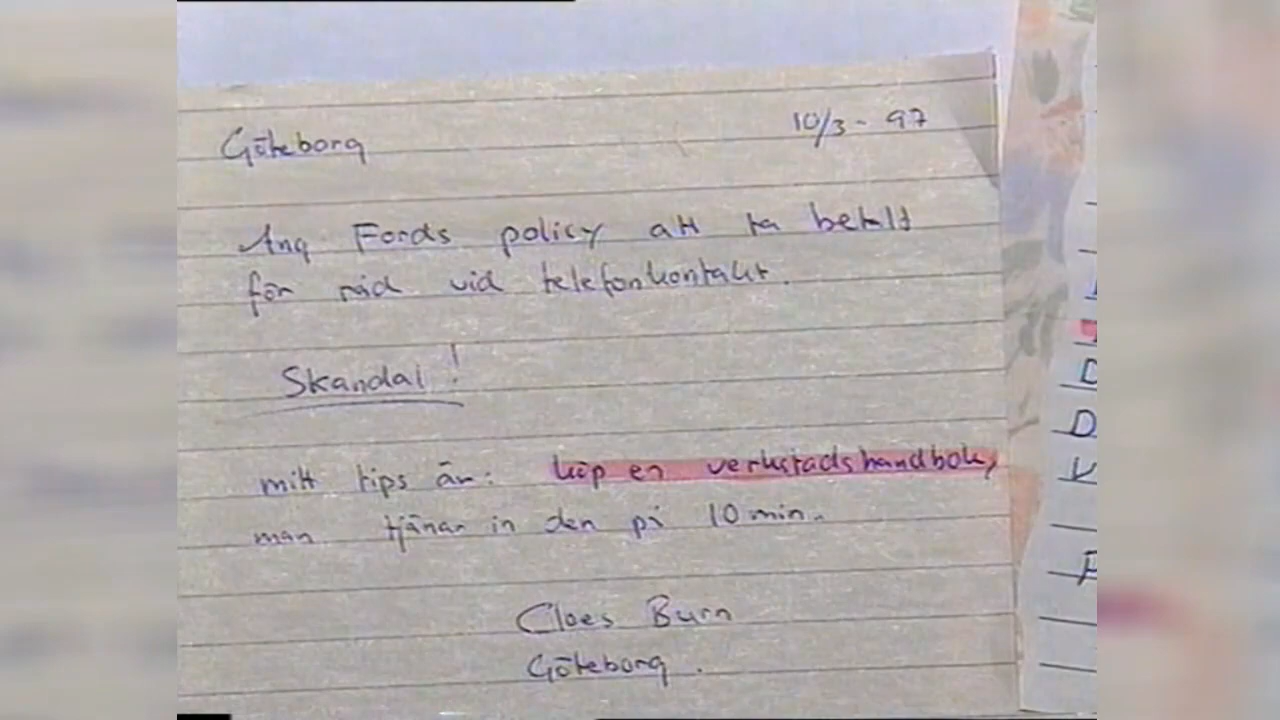 Göteborg 10/3 - 97
Ang Fords policy att ta betalt
för råd vid telefonkontakt.
Skandal!
mitt tips är: köp en verkstadshandbok,
man tjänar in den på 10 min.
Cloes Burn
Göteborg.